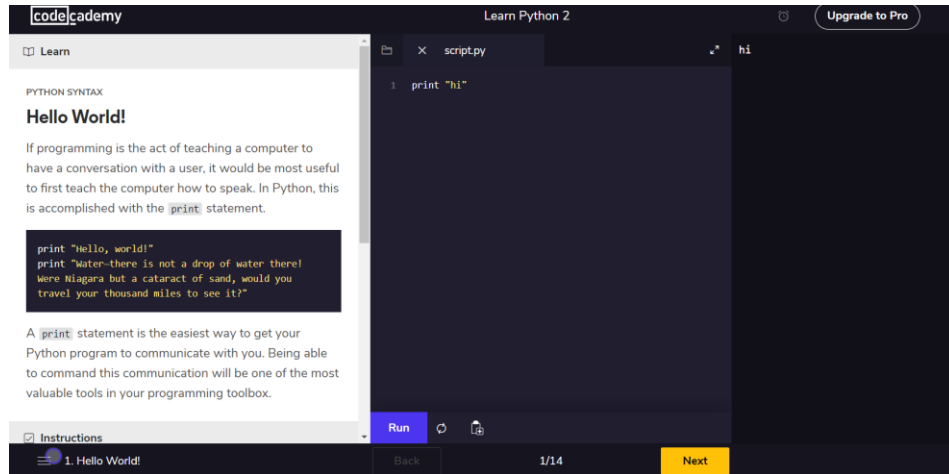 codecademy
Learn Python 2
Upgrade to Pro
Learn
PYTHON SYNTAX
Hello World!
If programming is the act of teaching a computer to
have a conversation with a user, it would be most useful
to first teach the computer how to speak. In Python, this
is accomplished with the print statement.
print "Hello, world!"
print "Water—there is not a drop of water there!
Were Niagara but a cataract of sand, would you
travel your thousand miles to see it?"
A print statement is the easiest way to get your
Python program to communicate with you. Being able
to command this communication will be one of the most
valuable tools in your programming toolbox.
Instructions
script.py
1 print "hi"
Run
hi
1. Hello World!
Back
1/14
Next